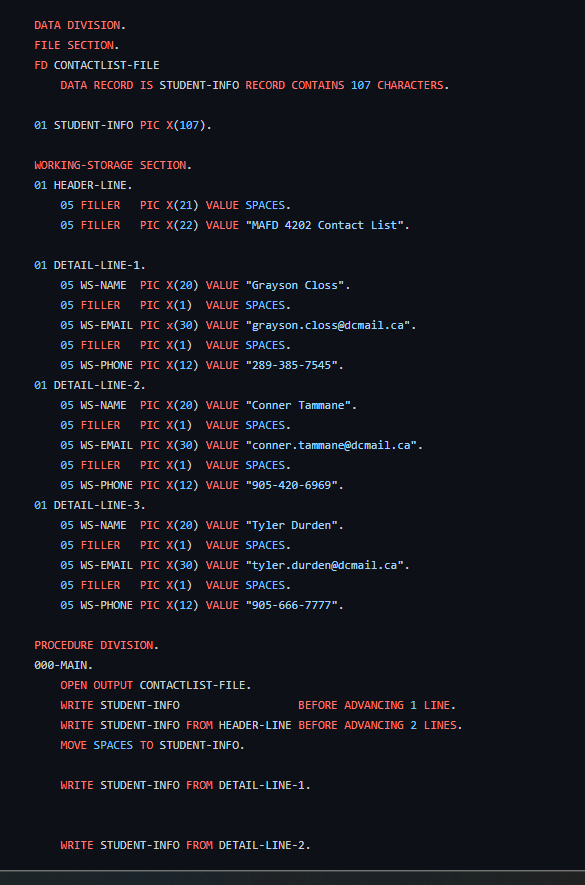 DATA DIVISION.
FILE SECTION.
FD CONTACTLIST-FILE
    DATA RECORD IS STUDENT-INFO RECORD CONTAINS 107 CHARACTERS.

01 STUDENT-INFO PIC X(107).

WORKING-STORAGE SECTION.
01 HEADER-LINE.
    05 FILLER   PIC X(21) VALUE SPACES.
    05 FILLER   PIC X(22) VALUE "MAFD 4202 Contact List".

01 DETAIL-LINE-1.
    05 WS-NAME  PIC X(20) VALUE "Grayson Closs".
    05 FILLER   PIC X(1)  VALUE SPACES.
    05 WS-EMAIL PIC x(30) VALUE "grayson.closs@dcmail.ca".
    05 FILLER   PIC X(1)  VALUE SPACES.
    05 WS-PHONE PIC X(12) VALUE "289-385-7545".
01 DETAIL-LINE-2.
    05 WS-NAME  PIC X(20) VALUE "Conner Tammane".
    05 FILLER   PIC X(1)  VALUE SPACES.
    05 WS-EMAIL PIC X(30) VALUE "conner.tammane@dcmail.ca".
    05 FILLER   PIC X(1)  VALUE SPACES.
    05 WS-PHONE PIC X(12) VALUE "905-420-6969".
01 DETAIL-LINE-3.
    05 WS-NAME  PIC X(20) VALUE "Tyler Durden".
    05 FILLER   PIC X(1)  VALUE SPACES.
    05 WS-EMAIL PIC X(30) VALUE "tyler.durden@dcmail.ca".
    05 FILLER   PIC X(1)  VALUE SPACES.
    05 WS-PHONE PIC X(12) VALUE "905-666-7777".

PROCEDURE DIVISION.
000-MAIN.
    OPEN OUTPUT CONTACTLIST-FILE.
    WRITE STUDENT-INFO                  BEFORE ADVANCING 1 LINE.
    WRITE STUDENT-INFO FROM HEADER-LINE BEFORE ADVANCING 2 LINES.
    MOVE SPACES TO STUDENT-INFO.

    WRITE STUDENT-INFO FROM DETAIL-LINE-1.


    WRITE STUDENT-INFO FROM DETAIL-LINE-2.